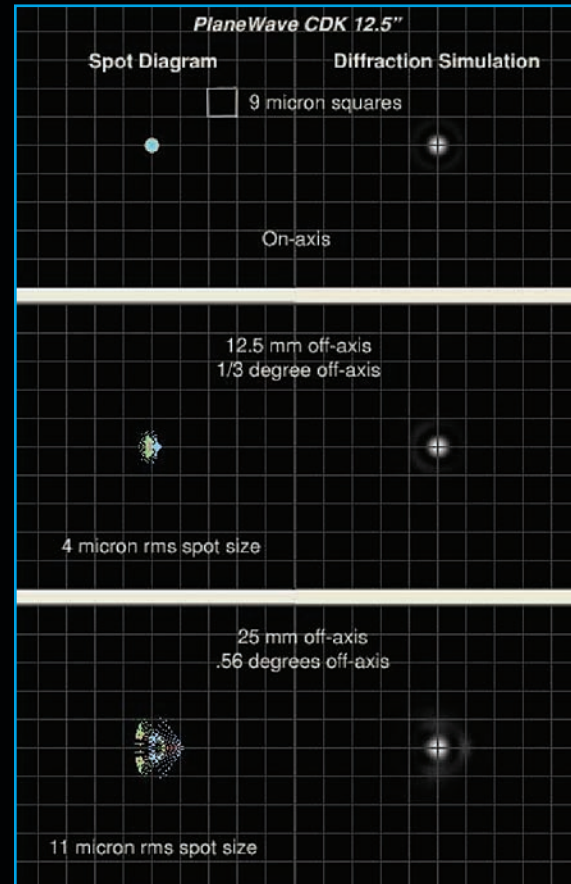 PlaneWave CDK 12.5"
Spot Diagram
Diffraction Simulation
9 micron squares
On-axis
12.5 mm off-axis
1/3 degree off-axis
4 micron rms spot size
25 mm off-axis
.56 degrees off-axis
11 micron rms spot size